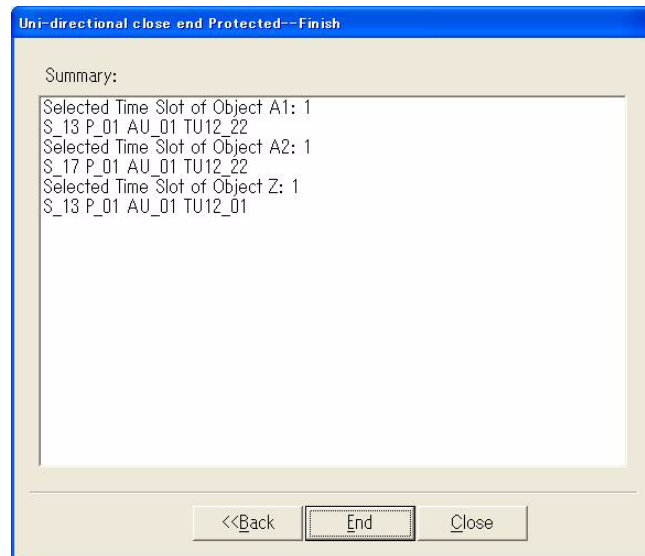 Uni-directional close end Protected--Finish
Summary:
Selected Time Slot of Object A1: 1
S_13 P_01 AU_01 TU12_22
Selected Time Slot of Object A2: 1
S_17 P_01 AU_01 TU12_22
Selected Time Slot of Object Z: 1
S_13 P_01 AU_01 TU12_01
<<Back
End
Close